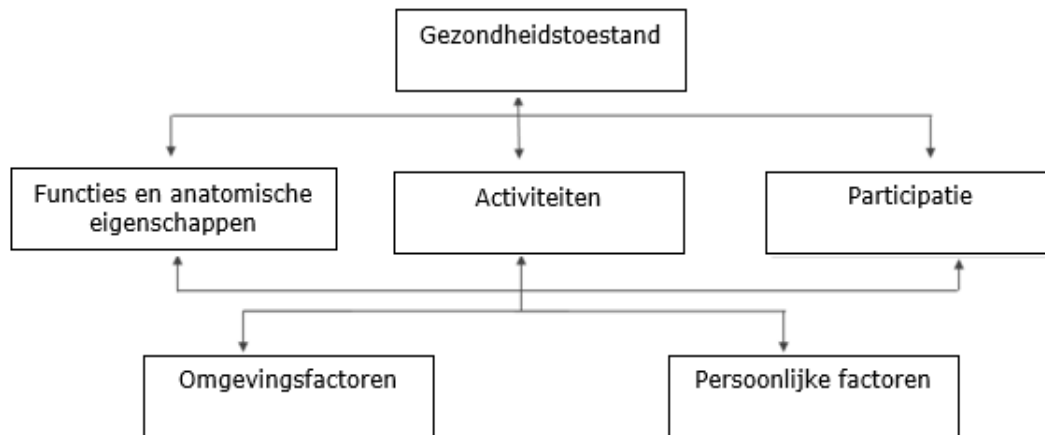 Gezondheidstoestand
Functies en anatomische
eigenschappen
Activiteiten
Participatie
Omgevingsfactoren
Persoonlijke factoren